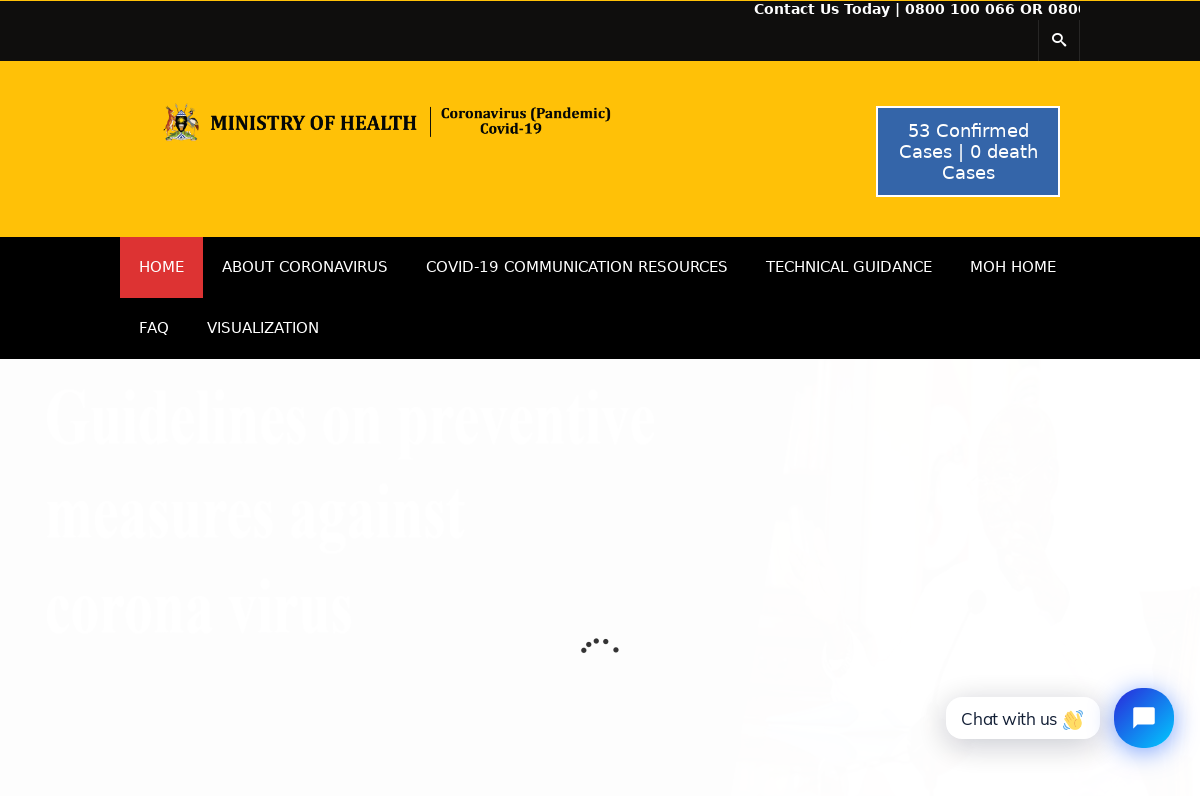 Contact Us Today | 0800 100 066 OR 080
MINISTRY OF HEALTH
Coronavirus (Pandemic)
Covid-19
53 Confirmed
Cases | 0 death
Cases
HOME
ABOUT CORONAVIRUS
COVID-19 COMMUNICATION RESOURCES
TECHNICAL GUIDANCE
MOH HOME
FAQ
VISUALIZATION
Guidelines on preventive
measures against
corona virus
Chat with us 👋